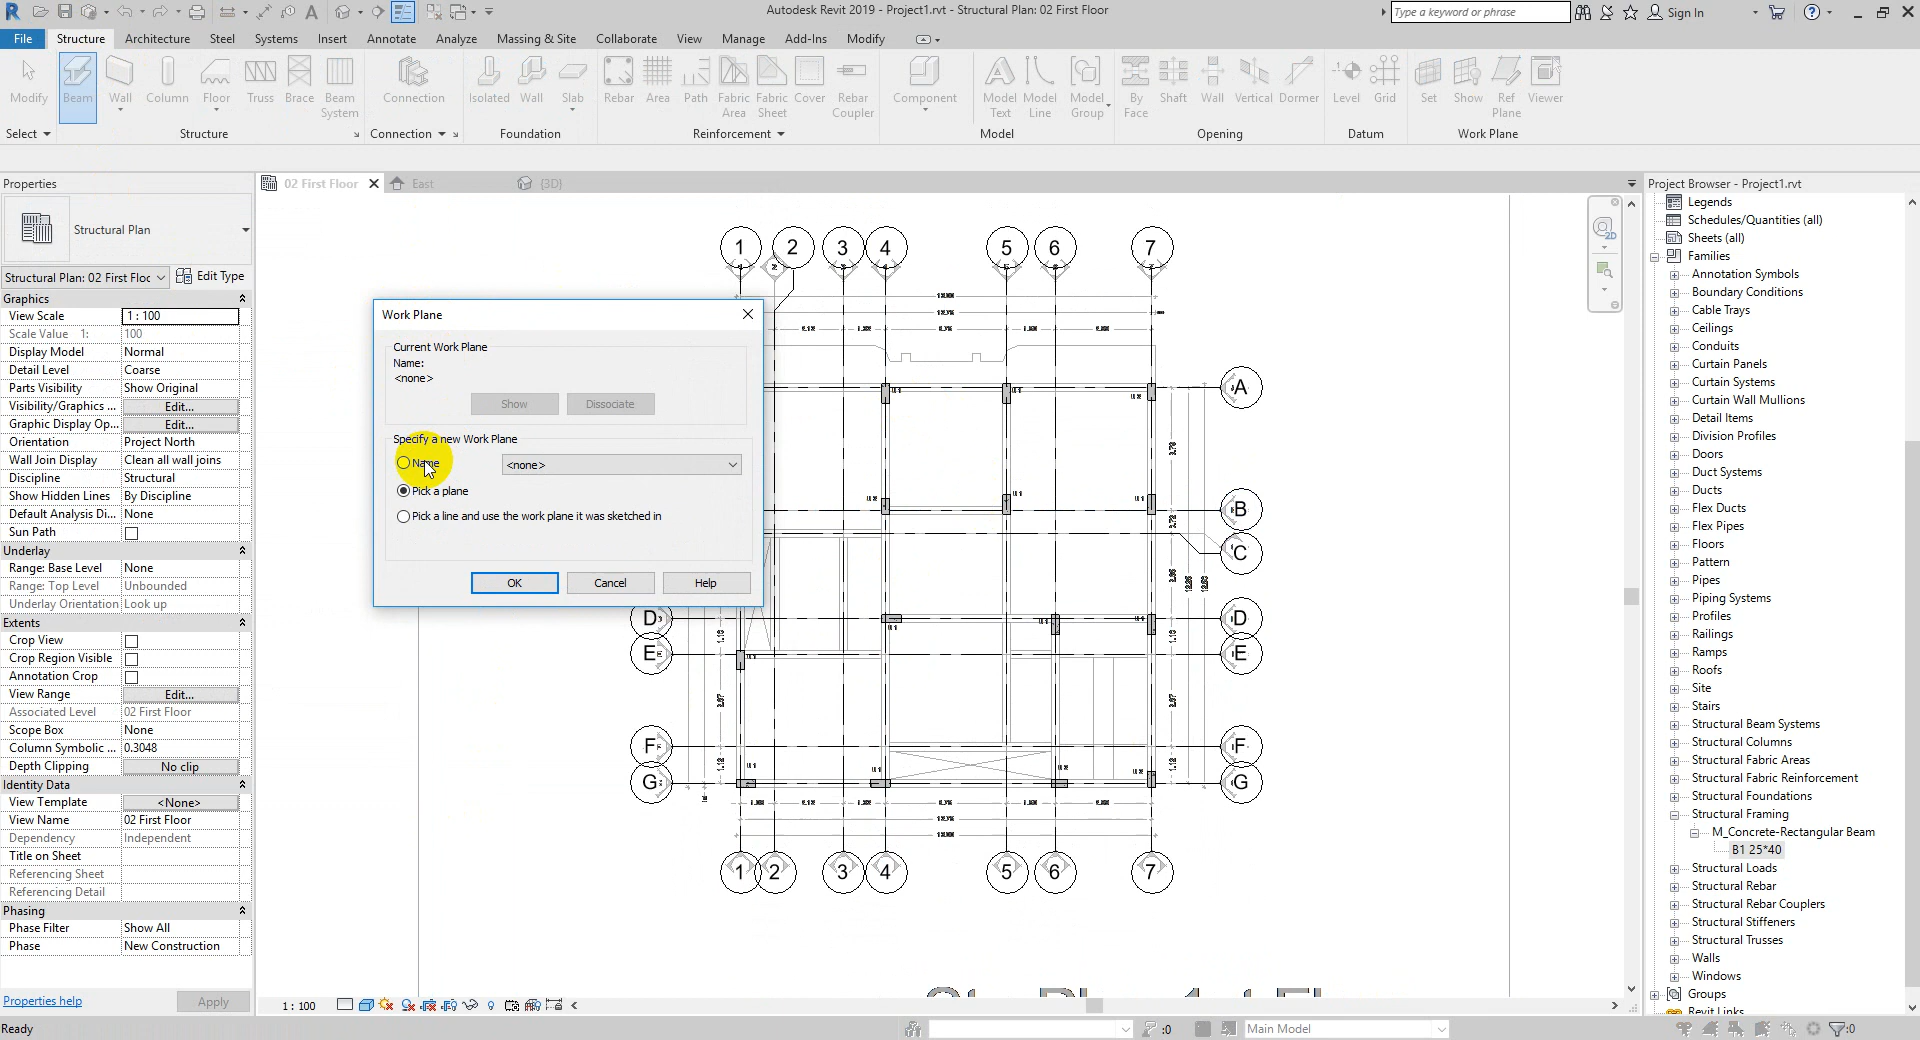 Autodesk Revit 2019 - Project1.rvt - Structural Plan: 02 First Floor
Type a keyword or phrase
Sign In
File Structure Architecture Steel Systems Insert Annotate Analyze Massing & Site Collaborate View Manage Add-Ins Modify
Modify Beam Wall Column Floor Truss Brace Beam System Connection Isolated Wall Slab Rebar Area Path Fabric Area Fabric Sheet Cover Rebar Coupler Component Model Text Model Line Model Group By Face Shaft Wall Vertical Dormer Level Grid Set Show Ref Plane Viewer
Select Structure Connection Foundation Reinforcement Model Opening Datum Work Plane
Properties
Structural Plan
Structural Plan: 02 First Floc
Edit Type
Graphics
View Scale 1 : 100
Scale Value 1: 100
Display Model Normal
Detail Level Coarse
Parts Visibility Show Original
Visibility/Graphics ... Edit...
Graphic Display Op... Edit...
Orientation Project North
Wall Join Display Clean all wall joins
Discipline Structural
Show Hidden Lines By Discipline
Default Analysis Di... None
Sun Path
Underlay
Range: Base Level None
Range: Top Level Unbounded
Underlay Orientation Look up
Extents
Crop View
Crop Region Visible
Annotation Crop
View Range Edit...
Associated Level 02 First Floor
Scope Box None
Column Symbolic ... 0.3048
Depth Clipping No clip
Identity Data
View Template <None>
View Name 02 First Floor
Dependency Independent
Title on Sheet
Referencing Sheet
Referencing Detail
Phasing
Phase Filter Show All
Phase New Construction
Properties help Apply
02 First Floor East {3D}
1 2 3 4 5 6 7
A
B
C
D D
E E
F F
G G
1 2 3 4 5 6 7
Work Plane
Current Work Plane
Name:
<none>
Show Dissociate
Specify a new Work Plane
Name <none>
Pick a plane
Pick a line and use the work plane it was sketched in
OK Cancel Help
2D
Project Browser - Project1.rvt
Legends
Schedules/Quantities (all)
Sheets (all)
Families
Annotation Symbols
Boundary Conditions
Cable Trays
Ceilings
Conduits
Curtain Panels
Curtain Systems
Curtain Wall Mullions
Detail Items
Division Profiles
Doors
Duct Systems
Ducts
Flex Ducts
Flex Pipes
Floors
Pattern
Pipes
Piping Systems
Profiles
Railings
Ramps
Roofs
Site
Stairs
Structural Beam Systems
Structural Columns
Structural Fabric Areas
Structural Fabric Reinforcement
Structural Foundations
Structural Framing
M_Concrete-Rectangular Beam
B1 25*40
Structural Loads
Structural Rebar
Structural Rebar Couplers
Structural Stiffeners
Structural Trusses
Walls
Windows
Groups
Revit Links
1 : 100
Ready
:0
Main Model
:0